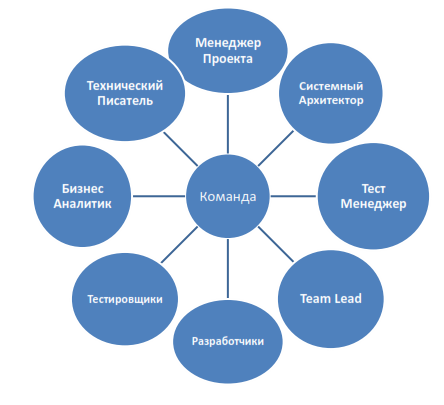 Менеджер
Проекта
Технический
Писатель
Системный
Архитектор
Бизнес
Аналитик
Команда
Тест
Менеджер
Тестировщики
Team Lead
Разработчики